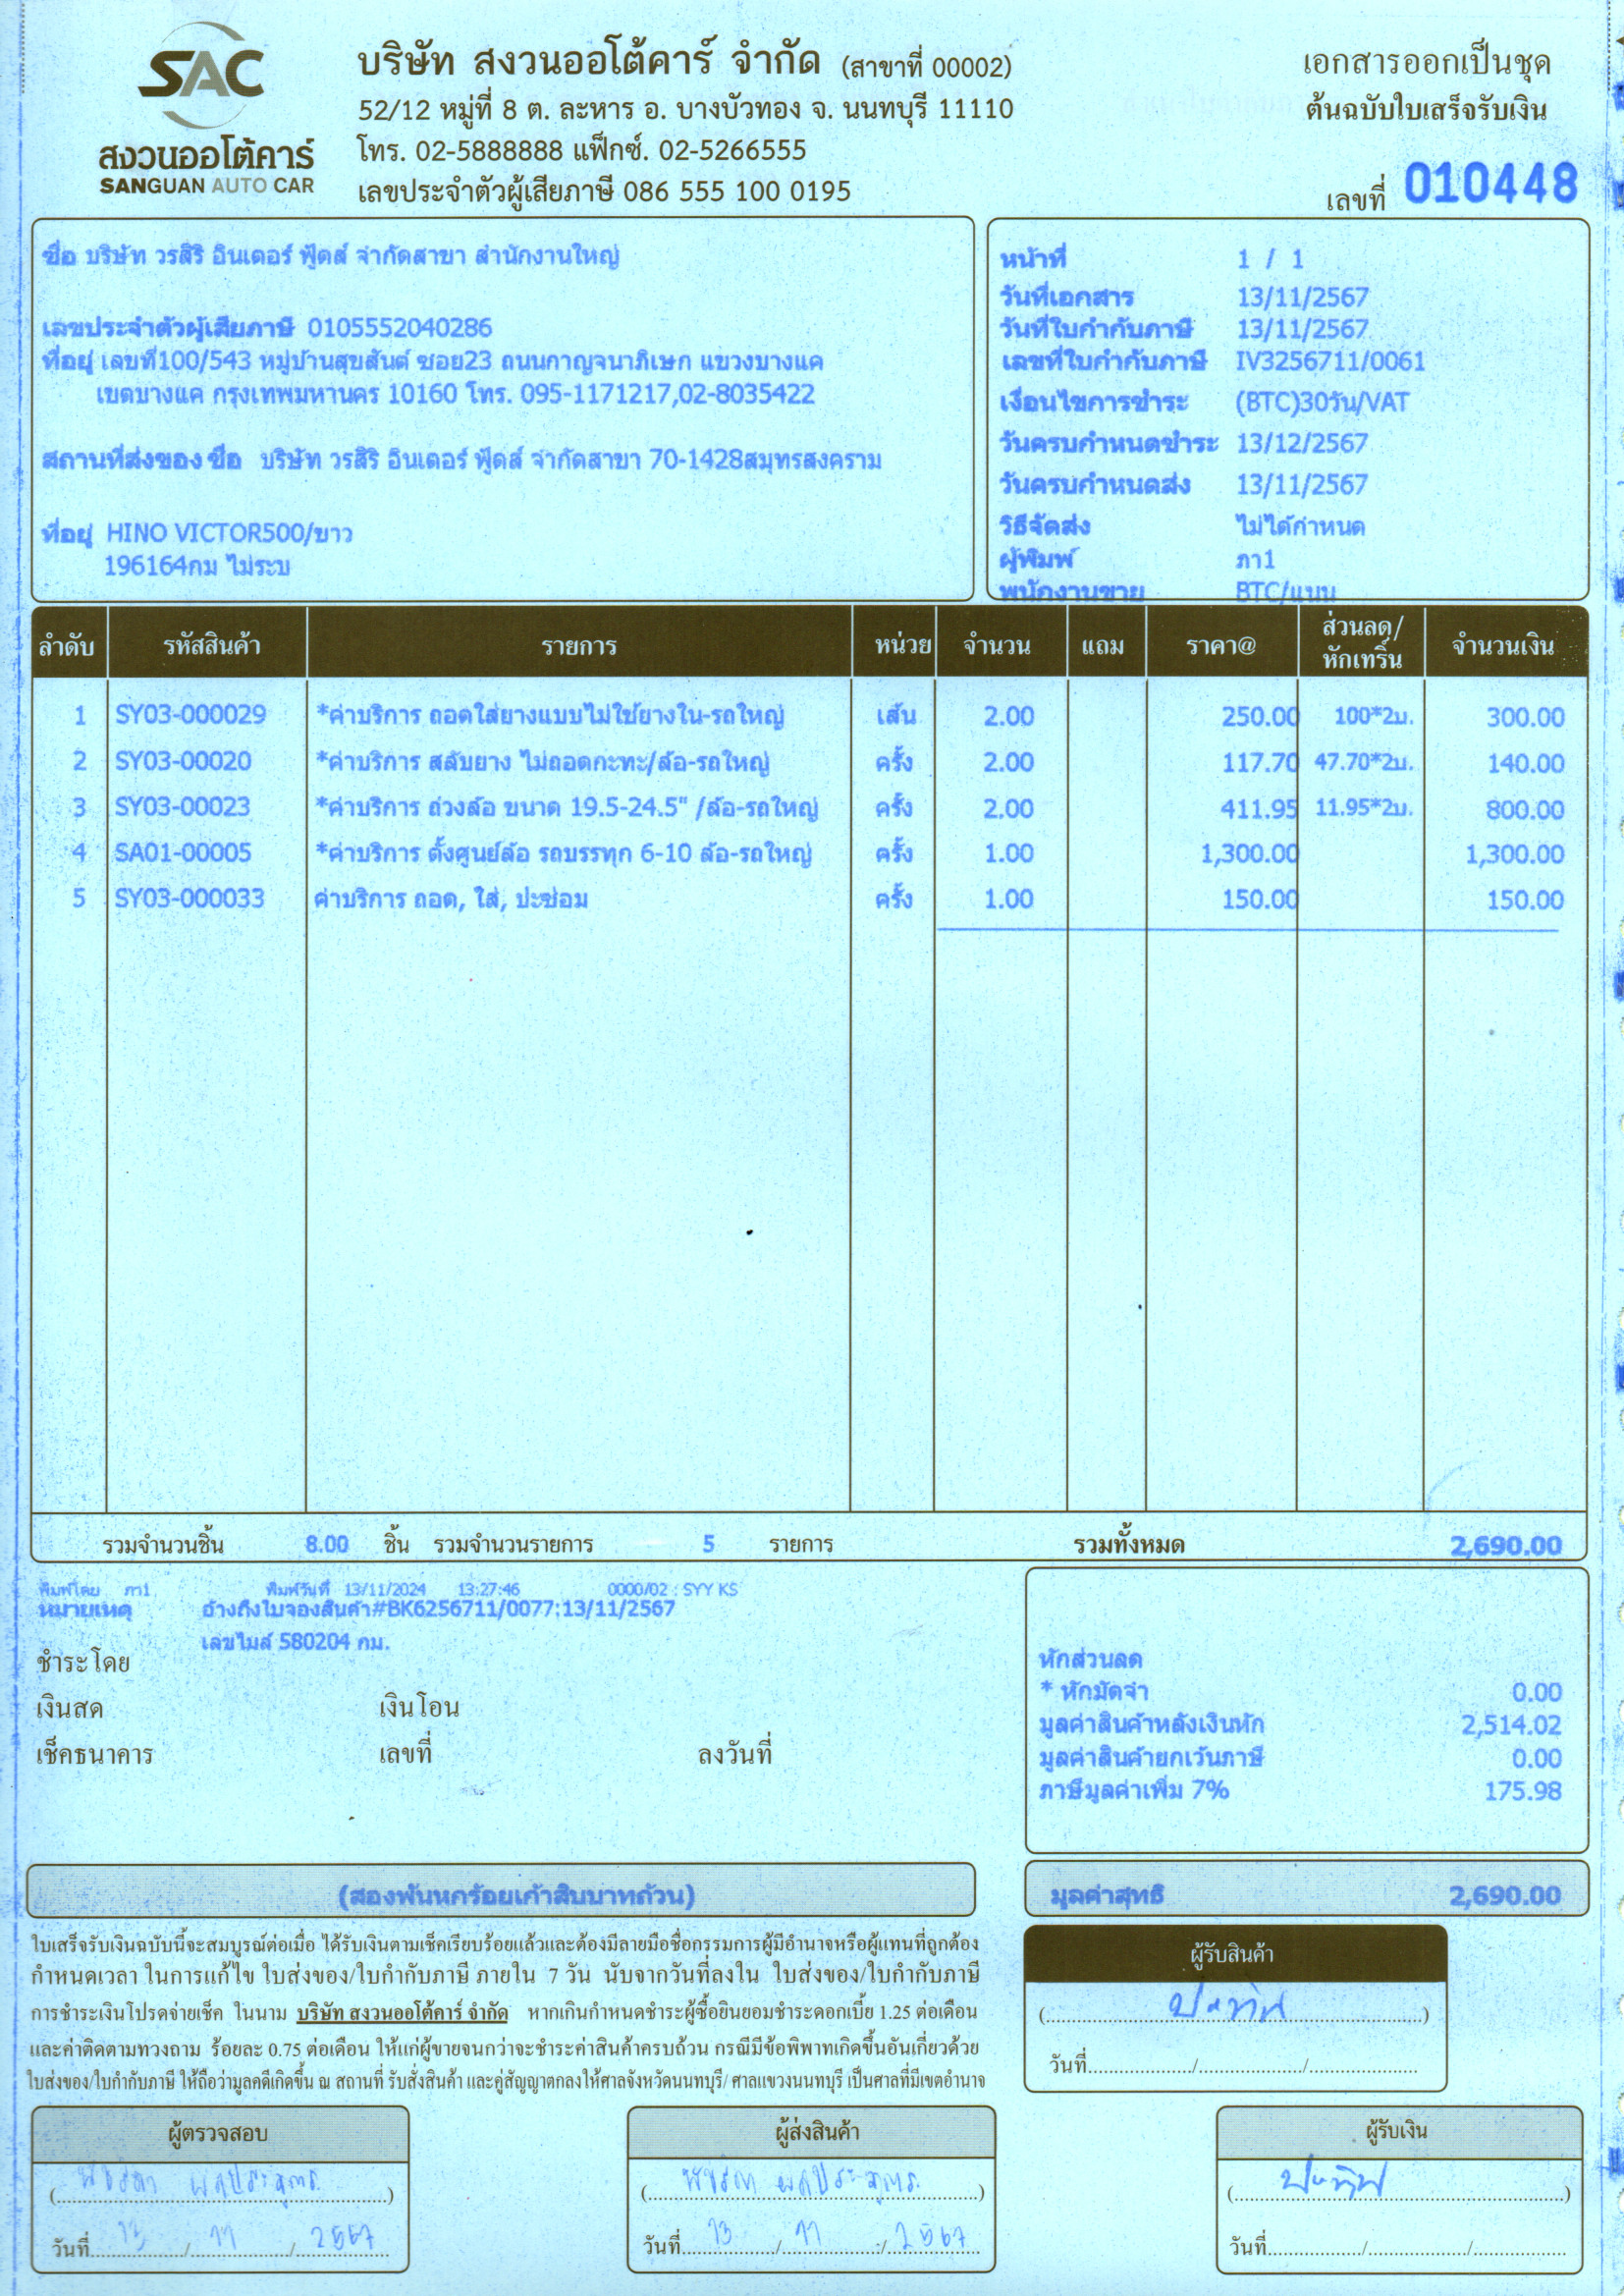 SAC
สงวนออโต้คาร์
SANGUAN AUTO CAR
บริษัท สงวนออโต้คาร์ จำกัด (สาขาที่ 00002)
52/12 หมู่ที่ 8 ต. ละหาร อ. บางบัวทอง จ. นนทบุรี 11110
โทร. 02-5888888 แฟ็กซ์. 02-5266555
เลขประจำตัวผู้เสียภาษี 086 555 100 0195
เอกสารออกเป็นชุด
ต้นฉบับใบเสร็จรับเงิน
เลขที่ 010448
ชื่อ บริษัท วรสิริ อินเตอร์ ฟู้ดส์ จำกัดสาขา สำนักงานใหญ่
เลขประจำตัวผู้เสียภาษี 0105552040286
ที่อยู่ เลขที่100/543 หมู่บ้านสุขสันต์ ซอย23 ถนนกาญจนาภิเษก แขวงบางแค
เขตบางแค กรุงเทพมหานคร 10160 โทร. 095-1171217,02-8035422
สถานที่ส่งของ ชื่อ บริษัท วรสิริ อินเตอร์ ฟู้ดส์ จำกัดสาขา 70-1428สมุทรสงคราม
ที่อยู่ HINO VICTOR500/ขาว
196164กม ไม่ระบ
หน้าที่ 1 / 1
วันที่เอกสาร 13/11/2567
วันที่ใบกำกับภาษี 13/11/2567
เลขที่ใบกำกับภาษี IV3256711/0061
เงื่อนไขการชำระ (BTC)30วัน/VAT
วันครบกำหนดชำระ 13/12/2567
วันครบกำหนดส่ง 13/11/2567
วิธีจัดส่ง ไม่ได้กำหนด
ผู้พิมพ์ ภา1
พนักงานขาย BTC/แบน
ลำดับ รหัสสินค้า รายการ หน่วย จำนวน แถม ราคา@ ส่วนลด/หักเทริ์น จำนวนเงิน
1 SY03-000029 *ค่าบริการ ถอดใส่ยางแบบไม่ใช้ยางใน-รถใหญ่ เส้น 2.00 250.00 100*2บ. 300.00
2 SY03-00020 *ค่าบริการ สลับยาง ไม่ถอดกะทะ/ล้อ-รถใหญ่ ครั้ง 2.00 117.70 47.70*2บ. 140.00
3 SY03-00023 *ค่าบริการ ถ่วงล้อ ขนาด 19.5-24.5" /ล้อ-รถใหญ่ ครั้ง 2.00 411.95 11.95*2บ. 800.00
4 SA01-00005 *ค่าบริการ ตั้งศูนย์ล้อ รถบรรทุก 6-10 ล้อ-รถใหญ่ ครั้ง 1.00 1,300.00 1,300.00
5 SY03-000033 ค่าบริการ ถอด, ใส่, ปะซ่อม ครั้ง 1.00 150.00 150.00
รวมจำนวนชิ้น 8.00 ชิ้น รวมจำนวนรายการ 5 รายการ รวมทั้งหมด 2,690.00
พิมพ์โดย ภา1 พิมพ์วันที่ 13/11/2024 13:27:46 0000/02 : SYY KS
หมายเหตุ อ้างถึงใบจองสินค้า#BK6256711/0077:13/11/2567
เลขไมล์ 580204 กม.
ชำระโดย
เงินสด เงินโอน
เช็คธนาคาร เลขที่ ลงวันที่
หักส่วนลด
* หักมัดจำ 0.00
มูลค่าสินค้าหลังเงินหัก 2,514.02
มูลค่าสินค้ายกเว้นภาษี 0.00
ภาษีมูลค่าเพิ่ม 7% 175.98
(สองพันหกร้อยเก้าสิบบาทถ้วน)
มูลค่าสุทธิ 2,690.00
ใบเสร็จรับเงินฉบับนี้จะสมบูรณ์ต่อเมื่อ ได้รับเงินตามเช็คเรียบร้อยแล้วและต้องมีลายมือชื่อกรรมการผู้มีอำนาจหรือผู้แทนที่ถูกต้อง
กำหนดเวลา ในการแก้ไข ใบส่งของ/ใบกำกับภาษี ภายใน 7 วัน นับจากวันที่ลงใน ใบส่งของ/ใบกำกับภาษี
การชำระเงินโปรดจ่ายเช็ค ในนาม บริษัท สงวนออโต้คาร์ จำกัด หากเกินกำหนดชำระผู้ซื้อยินยอมชำระดอกเบี้ย 1.25 ต่อเดือน
และค่าติดตามทวงถาม ร้อยละ 0.75 ต่อเดือน ให้แก่ผู้ขายจนกว่าจะชำระค่าสินค้าครบถ้วน กรณีมีข้อพิพาทเกิดขึ้นอันเกี่ยวด้วย
ใบส่งของ/ใบกำกับภาษี ให้ถือว่ามูลคดีเกิดขึ้น ณ สถานที่ รับสั่งสินค้า และคู่สัญญาตกลงให้ศาลจังหวัดนนทบุรี/ ศาลแขวงนนทบุรี เป็นศาลที่มีเขตอำนาจ
ผู้รับสินค้า
วันที่
ผู้ตรวจสอบ
วันที่ 13 / 11 / 2567
ผู้ส่งสินค้า
วันที่ 13 / 11 / 2567
ผู้รับเงิน
วันที่